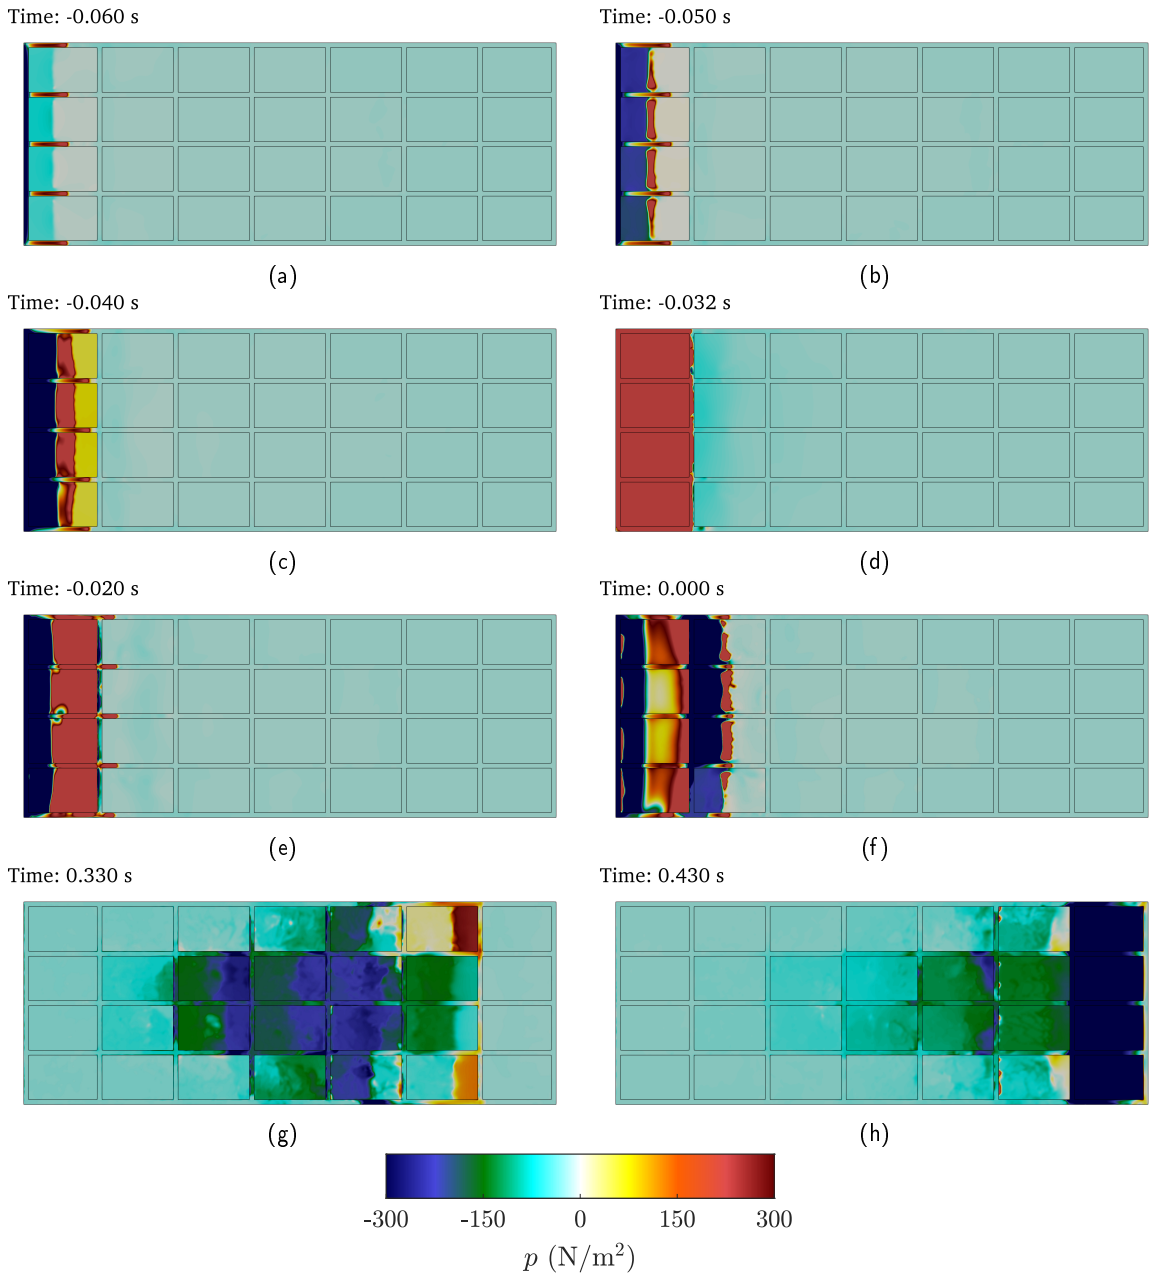 Time: -0.060 s
Time: -0.050 s
(a)
(b)
Time: -0.040 s
Time: -0.032 s
(c)
(d)
Time: -0.020 s
Time: 0.000 s
(e)
(f)
Time: 0.330 s
Time: 0.430 s
(g)
(h)
-300 -150 0 150 300
p (N/m²)